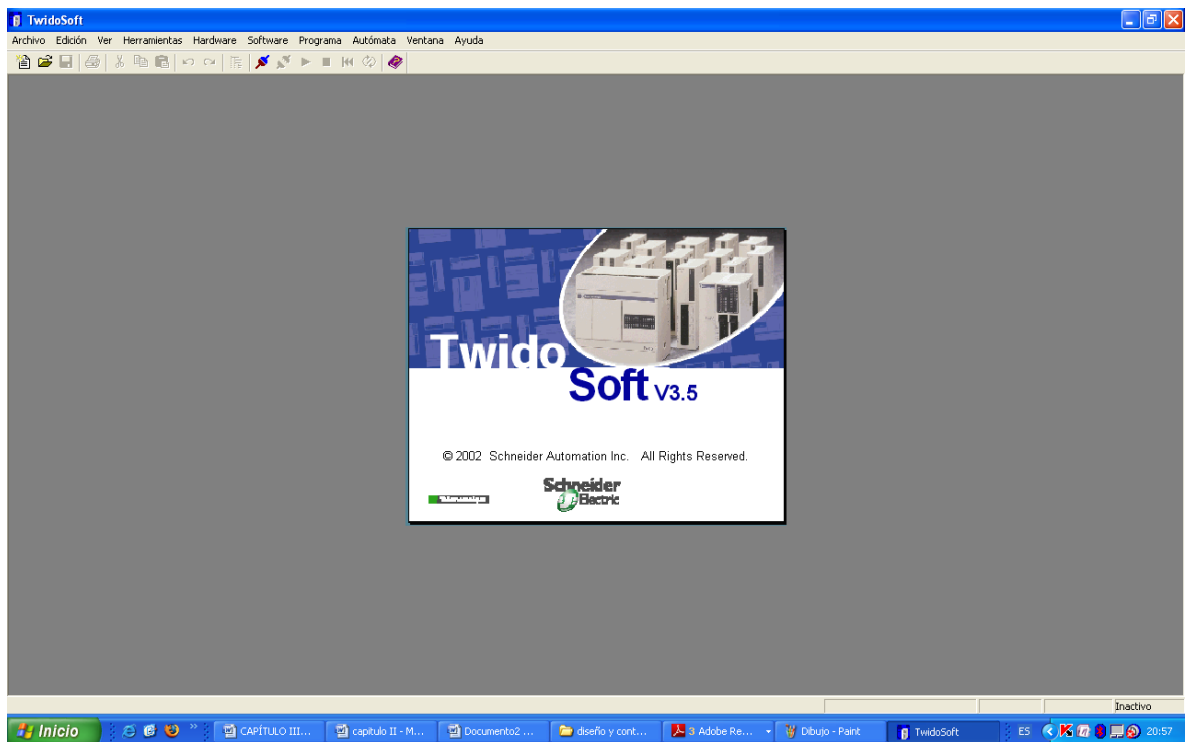 TwidoSoft
Archivo Edición Ver Herramientas Hardware Software Programa Autómata Ventana Ayuda
Twido
Soft V3.5
© 2002 Schneider Automation Inc. All Rights Reserved.
Schneider
Electric
Inactivo
Inicio CAPÍTULO III... capitulo II - M... Documento2 ... diseño y cont... 3 Adobe Re... Dibujo - Paint TwidoSoft ES 20:57